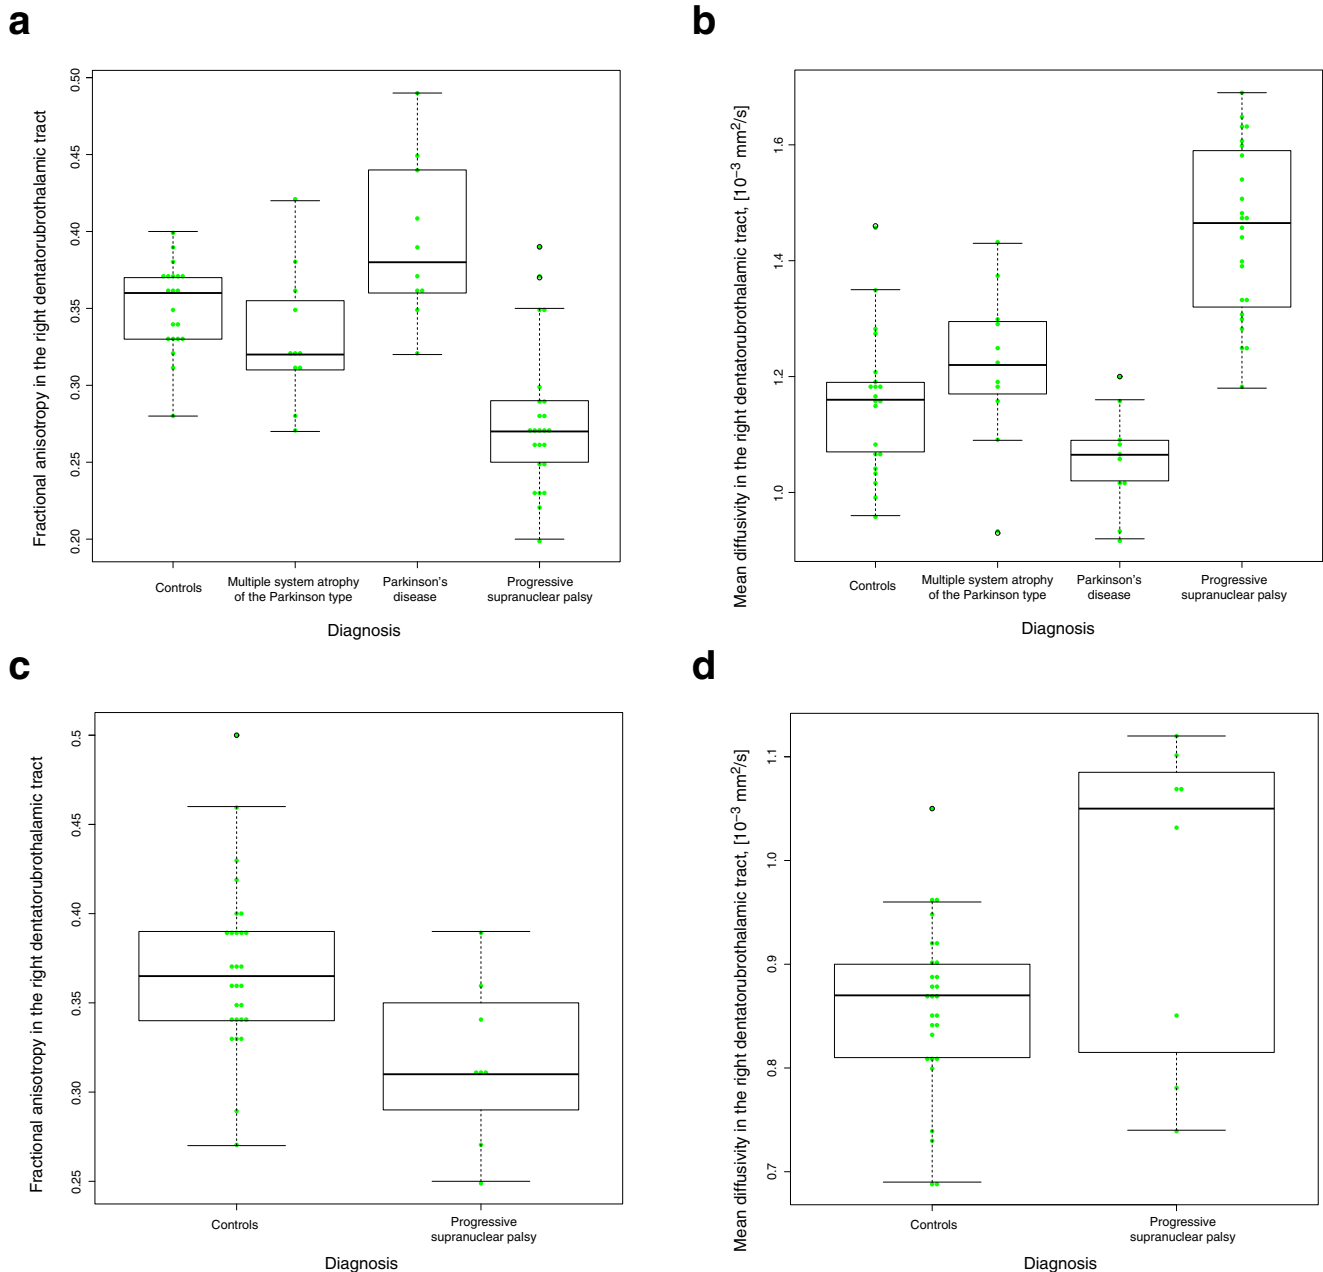 a
Fractional anisotropy in the right dentatorubrothalamic tract
0.50
0.45
0.40
0.35
0.30
0.25
0.20
Controls
Multiple system atrophy
of the Parkinson type
Parkinson's
disease
Progressive
supranuclear palsy
Diagnosis
b
Mean diffusivity in the right dentatorubrothalamic tract, [10⁻³ mm²/s]
1.6
1.4
1.2
1.0
Controls
Multiple system atrophy
of the Parkinson type
Parkinson's
disease
Progressive
supranuclear palsy
Diagnosis
c
Fractional anisotropy in the right dentatorubrothalamic tract
0.5
0.45
0.40
0.35
0.30
0.25
Controls
Progressive
supranuclear palsy
Diagnosis
d
Mean diffusivity in the right dentatorubrothalamic tract, [10⁻³ mm²/s]
1.1
1.0
0.9
0.8
0.7
Controls
Progressive
supranuclear palsy
Diagnosis